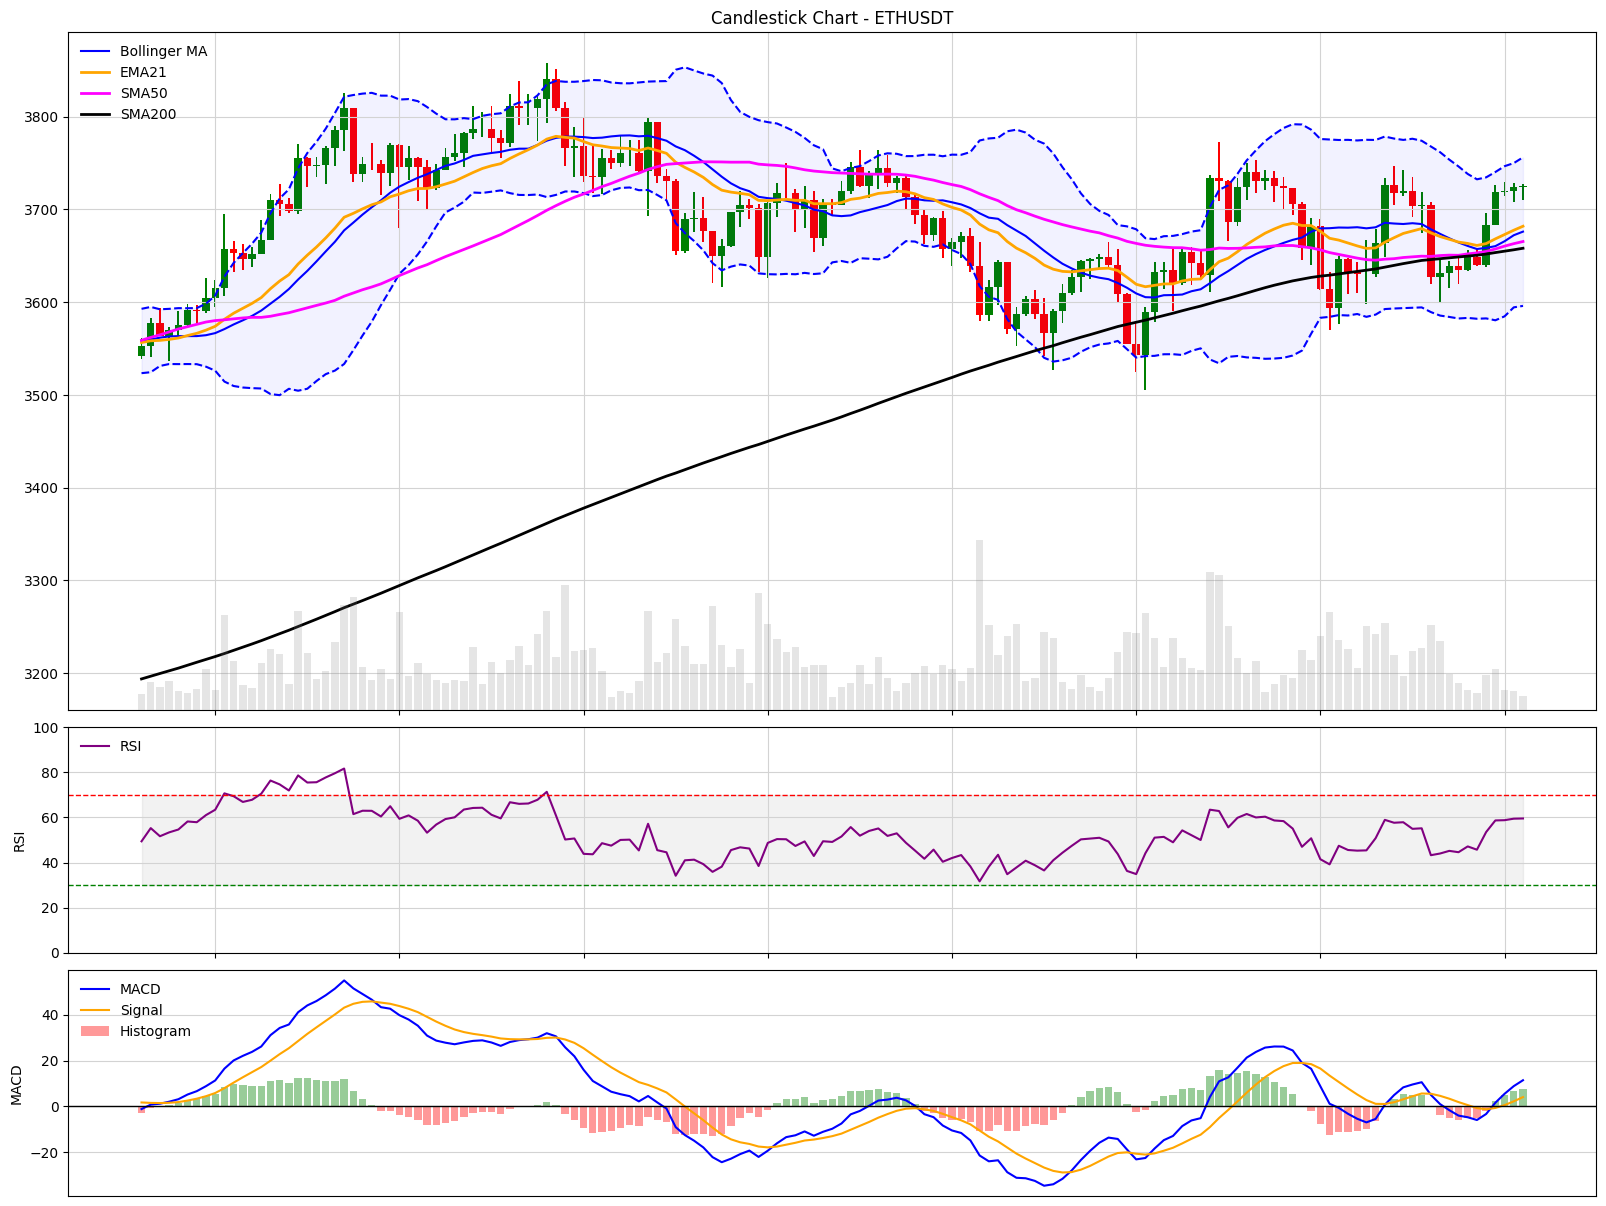 Candlestick Chart - ETHUSDT
Bollinger MA
EMA21
SMA50
SMA200
3800
3700
3600
3500
3400
3300
3200
100
80
60
40
20
0
RSI
RSI
MACD
Signal
Histogram
40
20
0
−20
MACD